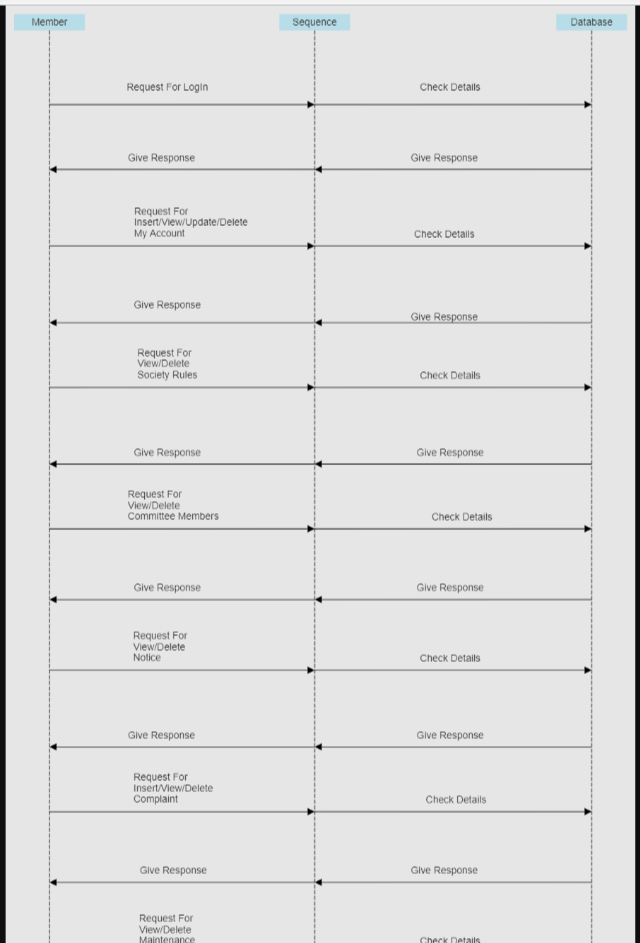 Member Sequence Database
Request For LogIn Check Details
Give Response Give Response
Request For
Insert/View/Update/Delete
My Account Check Details
Give Response Give Response
Request For
View/Delete
Society Rules Check Details
Give Response Give Response
Request For
View/Delete
Committee Members Check Details
Give Response Give Response
Request For
View/Delete
Notice Check Details
Give Response Give Response
Request For
Insert/View/Delete
Complaint Check Details
Give Response Give Response
Request For
View/Delete
Maintenance Check Details